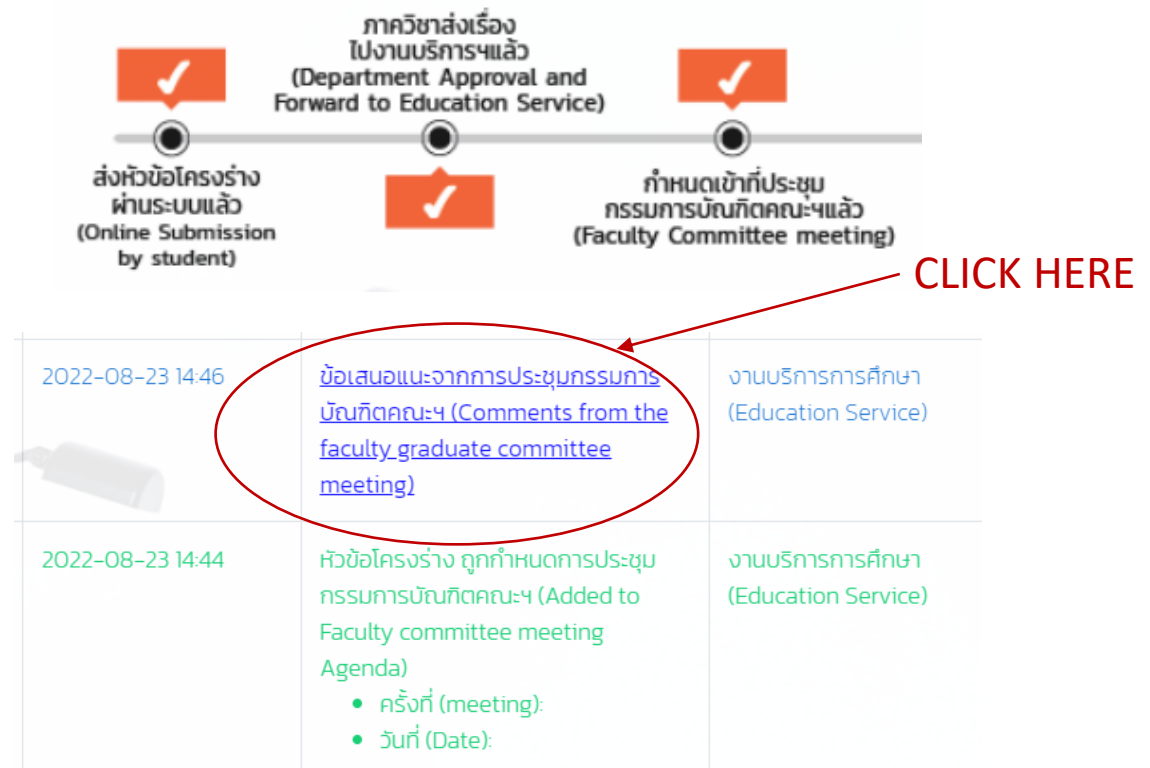 ภาควิชาส่งเรื่อง
ไปงานบริการฯแล้ว
(Department Approval and
Forward to Education Service)
ส่งหัวข้อโครงร่าง
ผ่านระบบแล้ว
(Online Submission
by student)
กำหนดเข้าที่ประชุม
กรรมการบัณฑิตคณะฯแล้ว
(Faculty Committee meeting)
CLICK HERE
2022-08-23 14:46
ข้อเสนอแนะจากการประชุมกรรมการ
บัณฑิตคณะฯ (Comments from the
faculty graduate committee
meeting)
งานบริการการศึกษา
(Education Service)
2022-08-23 14:44
หัวข้อโครงร่าง ถูกกำหนดการประชุม
กรรมการบัณฑิตคณะฯ (Added to
Faculty committee meeting
Agenda)
• ครั้งที่ (meeting):
• วันที่ (Date):
งานบริการการศึกษา
(Education Service)